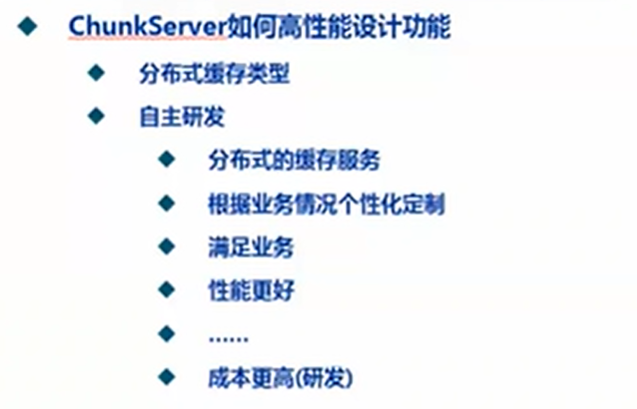 ChunkServer如何高性能设计功能
分布式缓存类型
自主研发
分布式的缓存服务
根据业务情况个性化定制
满足业务
性能更好
……
成本更高(研发)